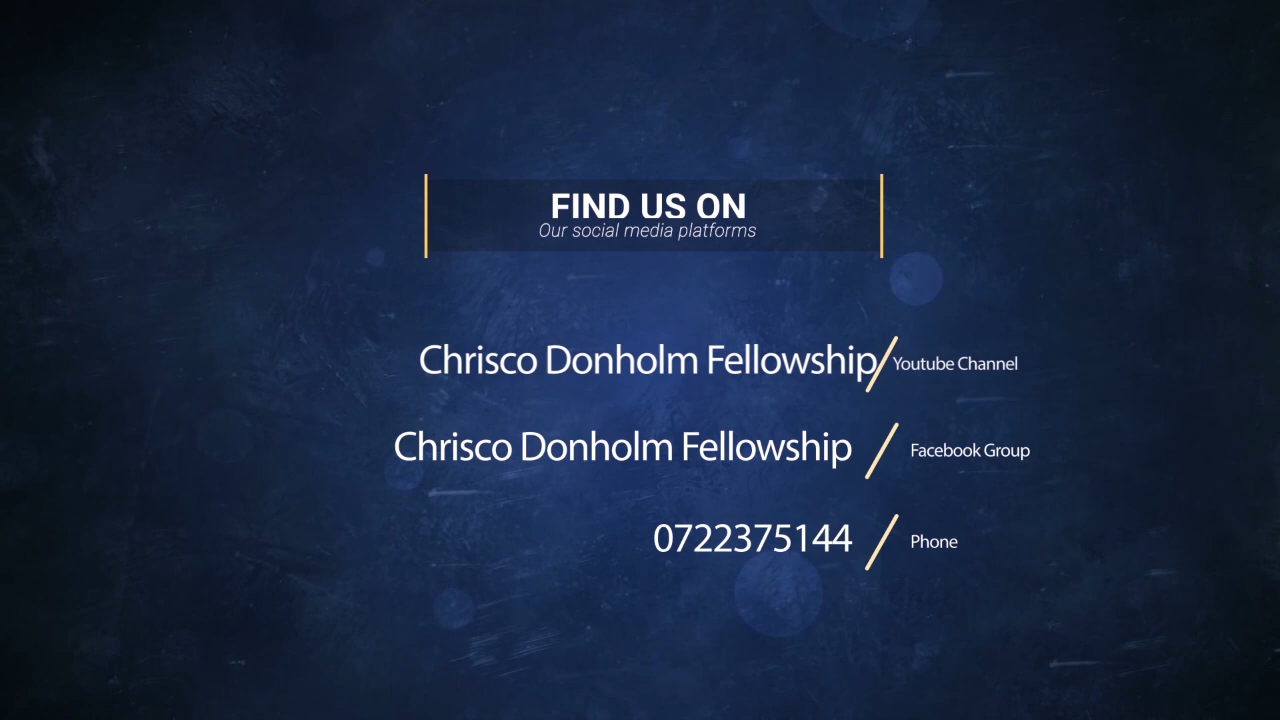 FIND US ON
Our social media platforms
Chrisco Donholm Fellowship / Youtube Channel
Chrisco Donholm Fellowship / Facebook Group
0722375144 / Phone